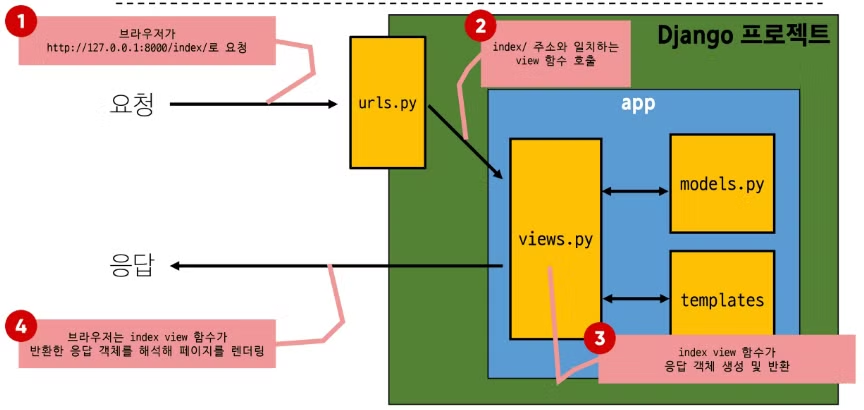 1
브라우저가
http://127.0.0.1:8000/index/로 요청
2
index/ 주소와 일치하는
view 함수 호출
Django 프로젝트
요청
urls.py
app
models.py
views.py
응답
templates
4
브라우저는 index view 함수가
반환한 응답 객체를 해석해 페이지를 렌더링
3
index view 함수가
응답 객체 생성 및 반환